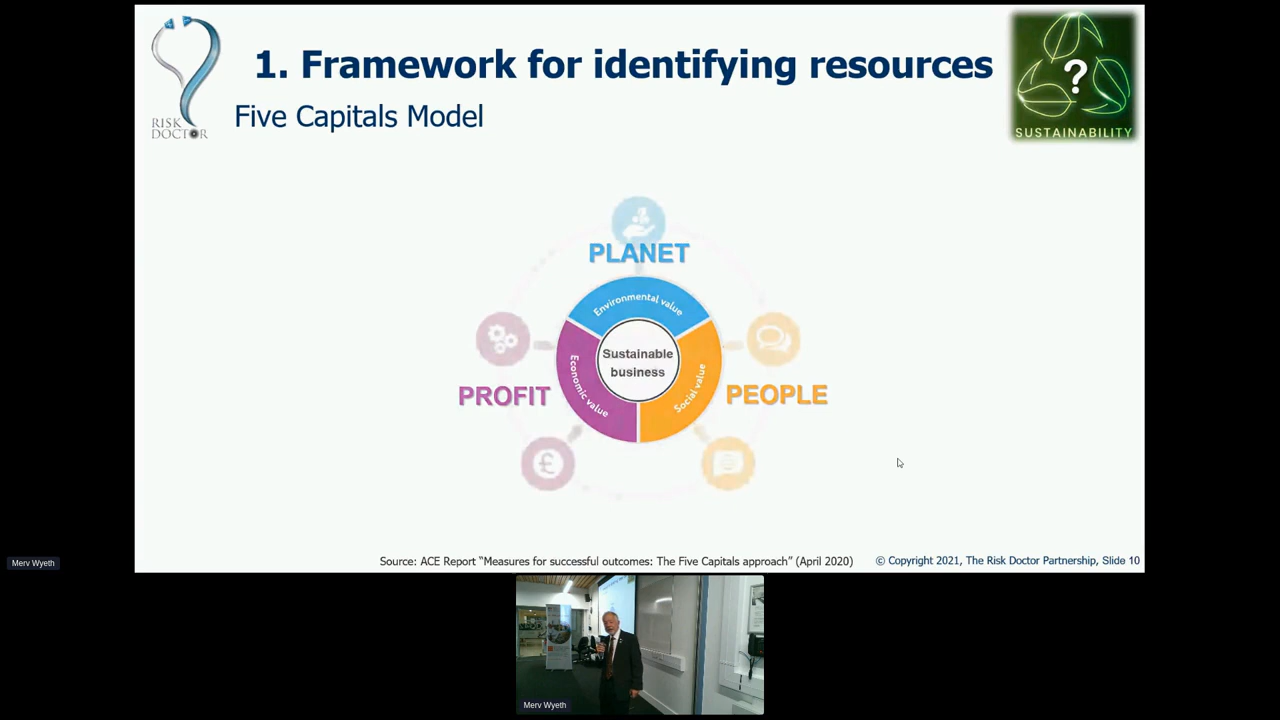 1. Framework for identifying resources
Five Capitals Model
RISK
DOCTOR
?
SUSTAINABILITY
PLANET
Environmental value
Sustainable
business
Economic value
Social value
PROFIT
PEOPLE
£
Source: ACE Report “Measures for successful outcomes: The Five Capitals approach” (April 2020)
© Copyright 2021, The Risk Doctor Partnership, Slide 10
Merv Wyeth
Merv Wyeth